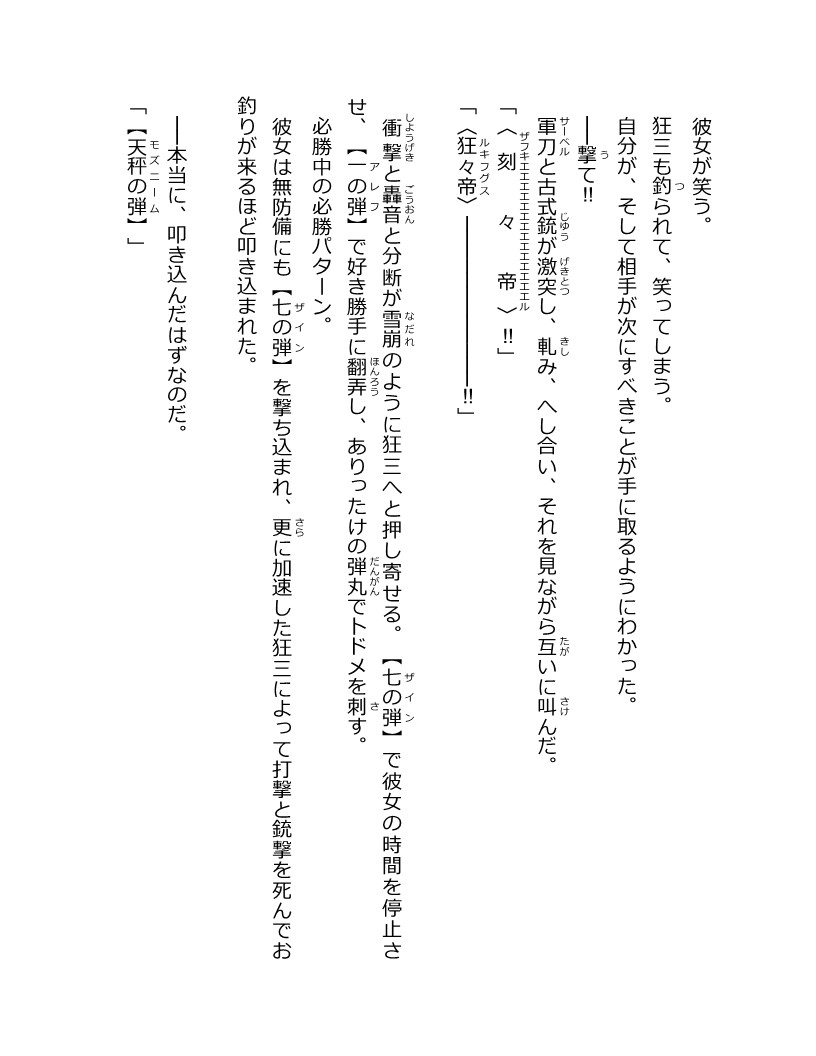 彼女が笑う。
狂三も釣られて、笑ってしまう。
自分が、そして相手が次にすべきことが手に取るようにわかった。
──撃て‼
軍刀と古式銃が激突し、軋み、へし合い、それを見ながら互いに叫んだ。
「〈刻々帝〉‼」
「〈狂々帝〉────────‼」
衝撃と轟音と分断が雪崩のように狂三へと押し寄せる。【七の弾】で彼女の時間を停止さ
せ、【一の弾】で好き勝手に翻弄し、ありったけの弾丸でトドメを刺す。
必勝中の必勝パターン。
彼女は無防備にも【七の弾】を撃ち込まれ、更に加速した狂三によって打撃と銃撃を死んでお
釣りが来るほど叩き込まれた。
──本当に、叩き込んだはずなのだ。
「【天秤の弾】」